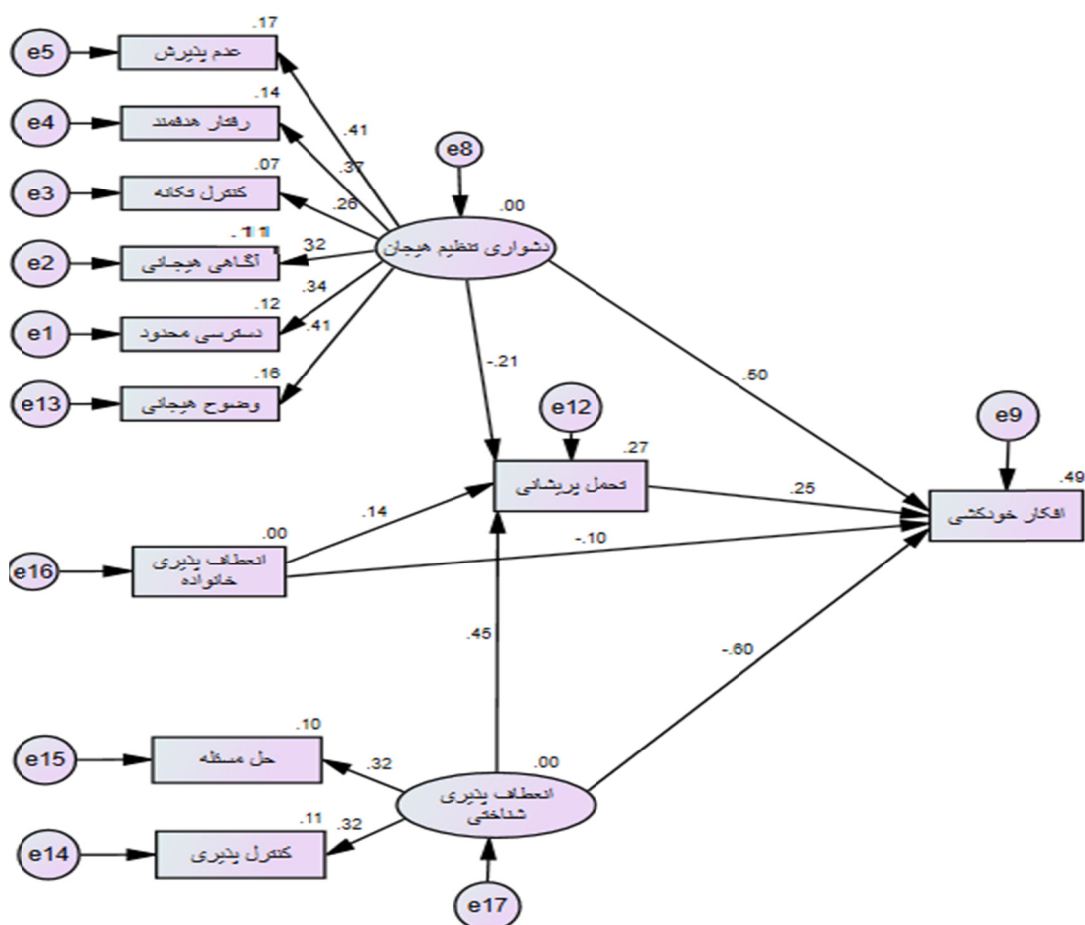 .17
e5
عدم پذیرش
.14
e4
رفتار هدفمند
.41
e8
.07
.37
e3
کنترل تکانه
.26
.00
دشواری تنظیم هیجان
.11
e2
آگاهی هیجانی
.32
.34
.12
e1
دسترسی محدود
.41
.16
e13
وضوح هیجانی
-.21
.50
e12
e9
.27
تحمل پریشانی
.25
.49
افکار خودکشی
.14
.00
-.10
e16
انعطاف پذیری
خانواده
.45
-.60
.10
e15
حل مسئله
.32
.00
انعطاف پذیری
شناختی
.11
.32
e14
کنترل پذیری
e17